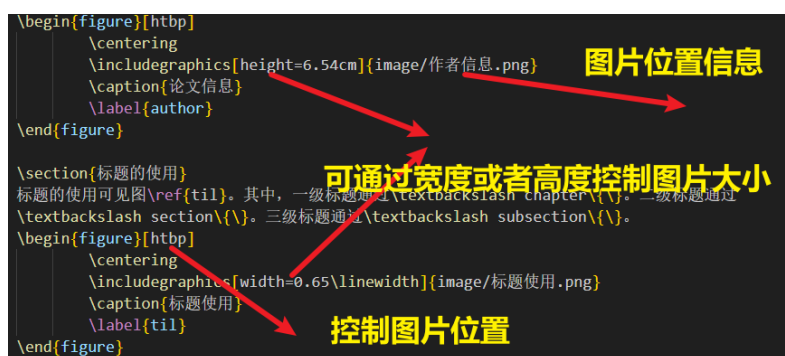 \begin{figure}[htbp]
\centering
\includegraphics[height=6.54cm]{image/作者信息.png}
图片位置信息
\caption{论文信息}
\label{author}
\end{figure}
\section{标题的使用}
可通过宽度或者高度控制图片大小
标题的使用可见图\ref{til}。其中，一级标题通过\textbackslash chapter\{\}。二级标题通过
\textbackslash section\{\}。三级标题通过\textbackslash subsection\{\}。
\begin{figure}[htbp]
\centering
\includegraphics[width=0.65\linewidth]{image/标题使用.png}
\caption{标题使用}
\label{til}
控制图片位置
\end{figure}